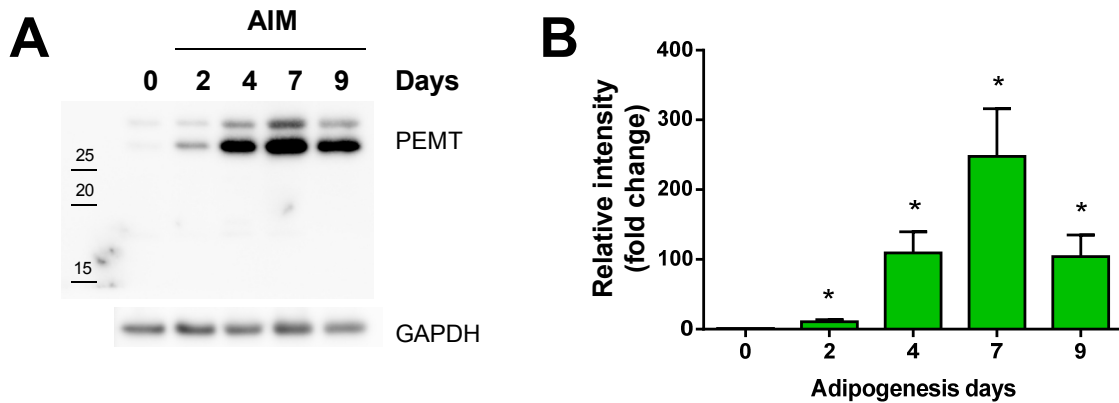 A
AIM
0 2 4 7 9 Days
PEMT
25
20
15
GAPDH
B
Relative intensity
(fold change)
400
300
200
100
0
*
*
*
*
0 2 4 7 9
Adipogenesis days